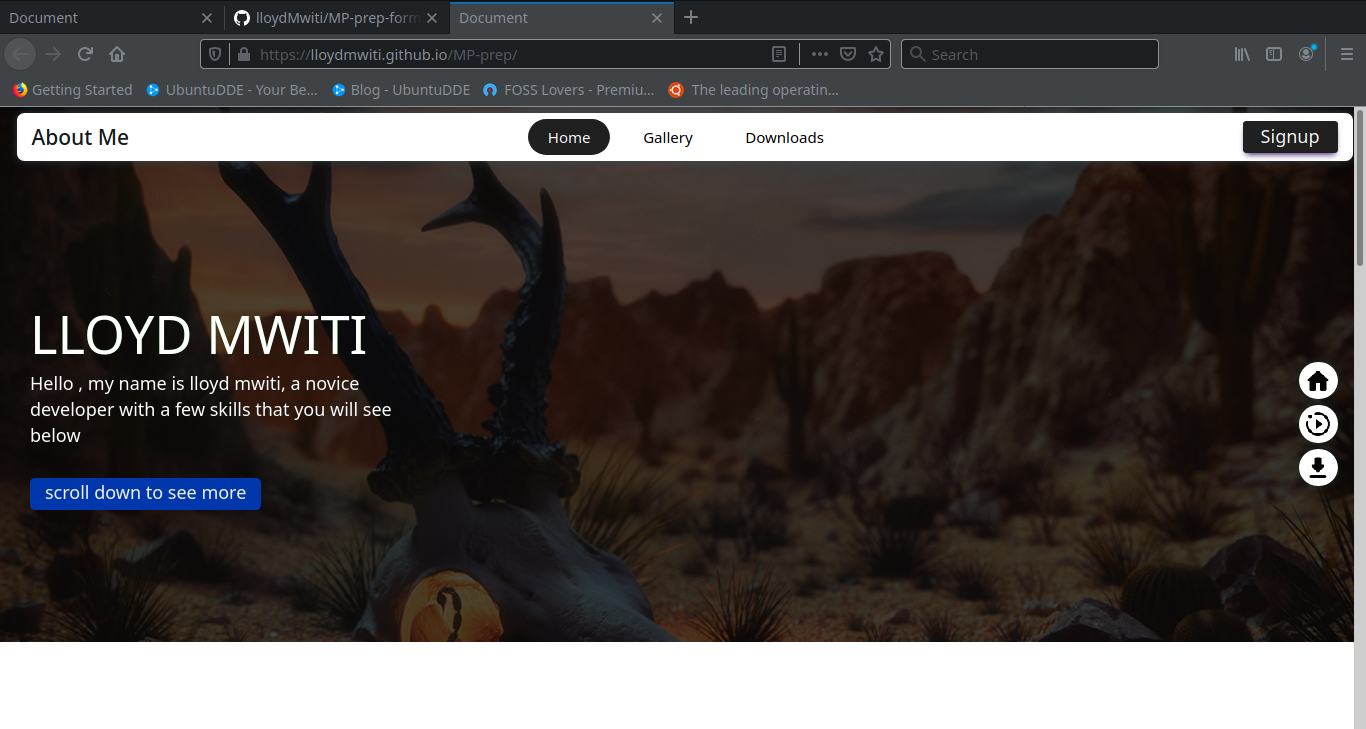 Document
lloydMwiti/MP-prep-form
Document
https://lloydmwiti.github.io/MP-prep/
Search
Getting Started
UbuntuDDE - Your Be...
Blog - UbuntuDDE
FOSS Lovers - Premiu...
The leading operatin...
About Me
Home
Gallery
Downloads
Signup
LLOYD MWITI
Hello , my name is lloyd mwiti, a novice
developer with a few skills that you will see
below
scroll down to see more